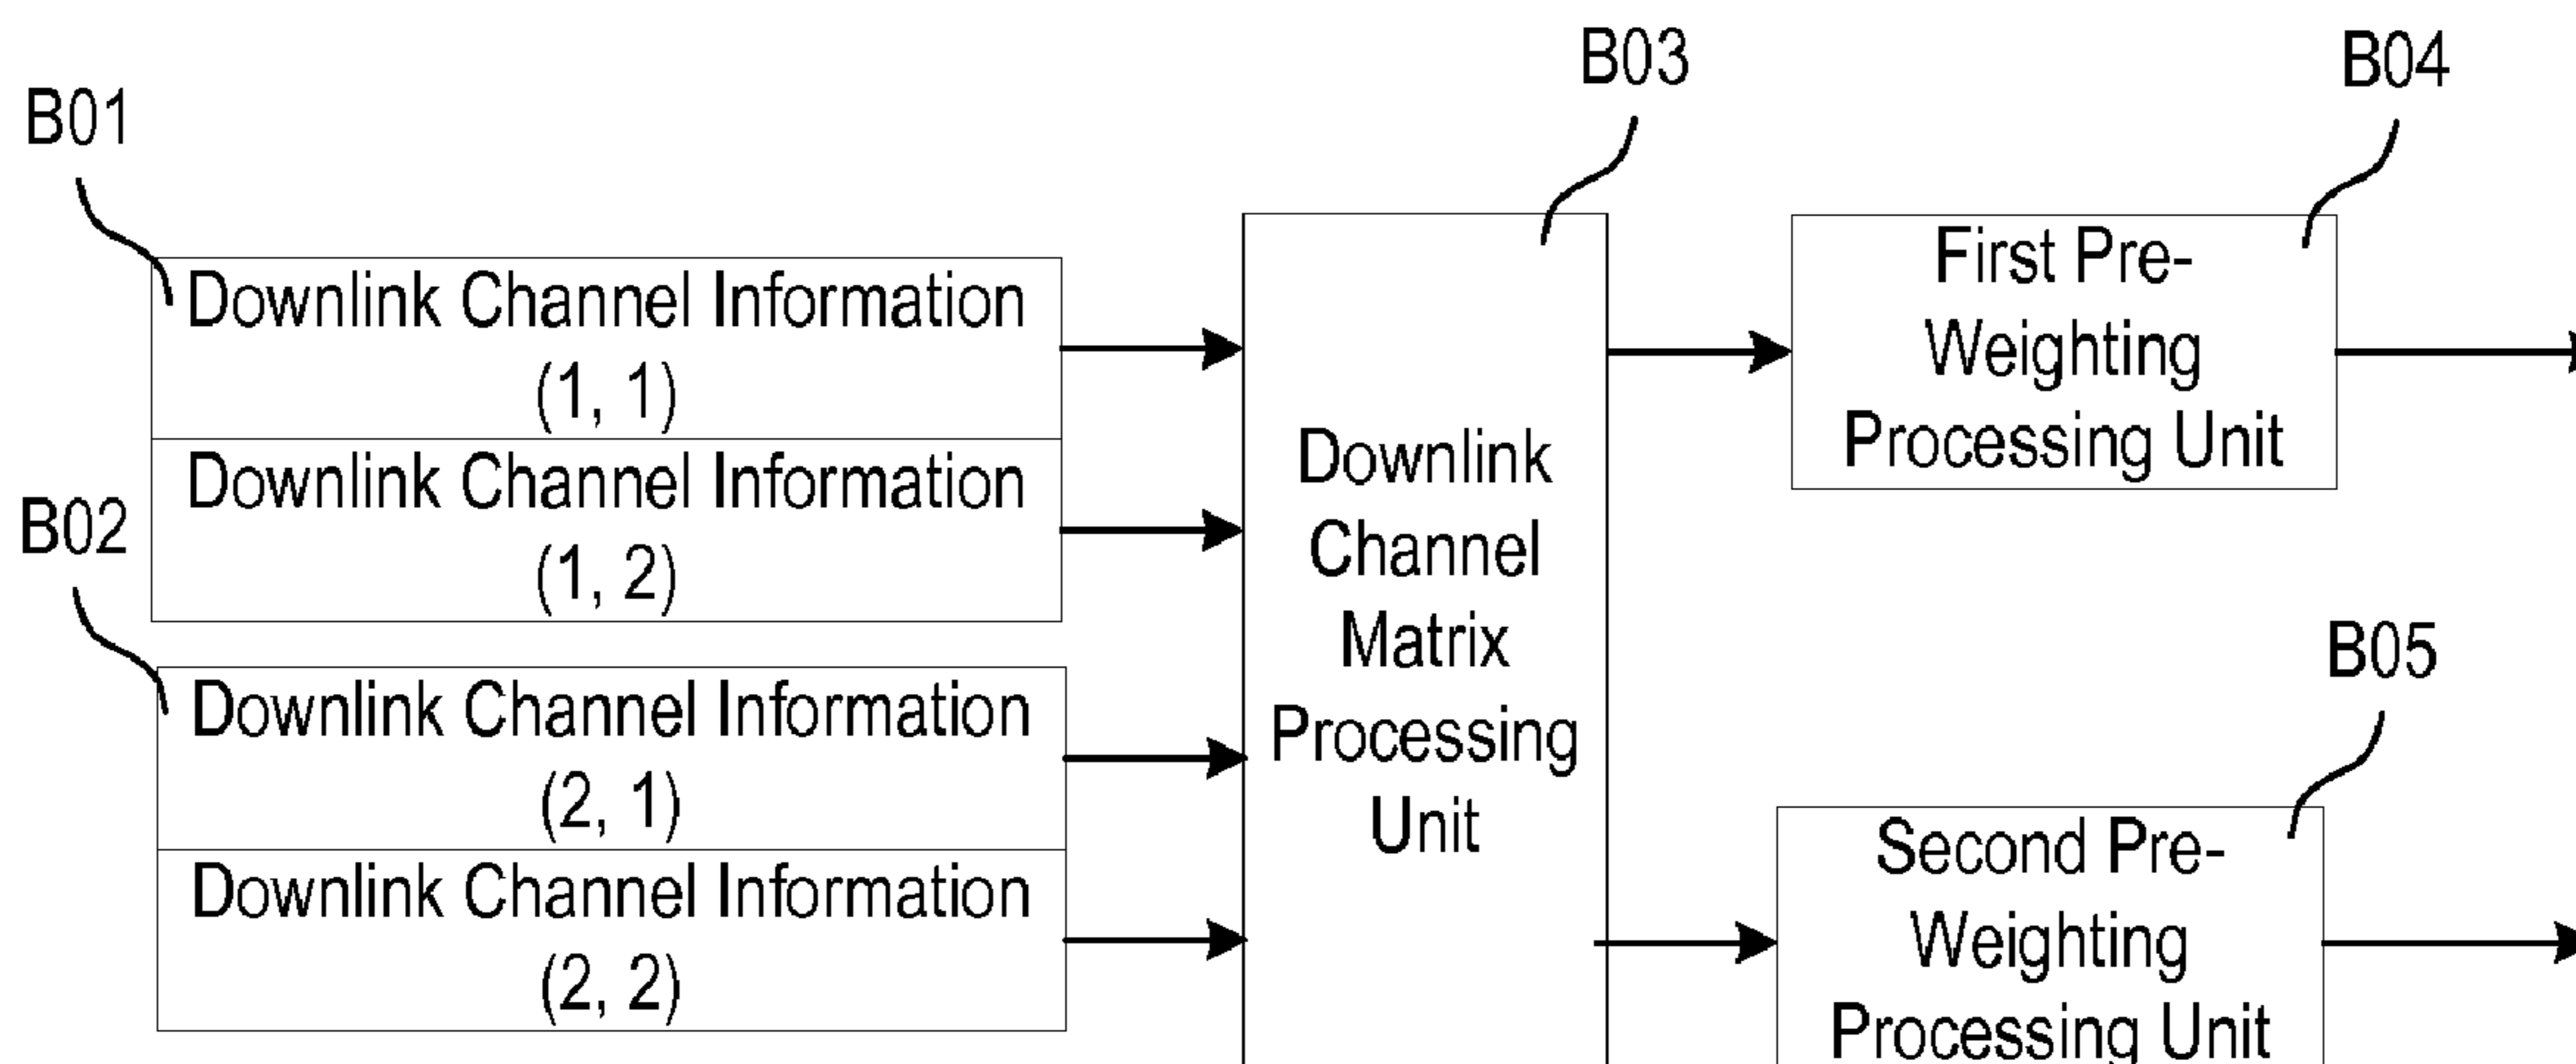 B01
Downlink Channel Information
(1, 1)
Downlink Channel Information
(1, 2)
B02
Downlink Channel Information
(2, 1)
Downlink Channel Information
(2, 2)
B03
Downlink
Channel
Matrix
Processing
Unit
B04
First Pre-
Weighting
Processing Unit
B05
Second Pre-
Weighting
Processing Unit